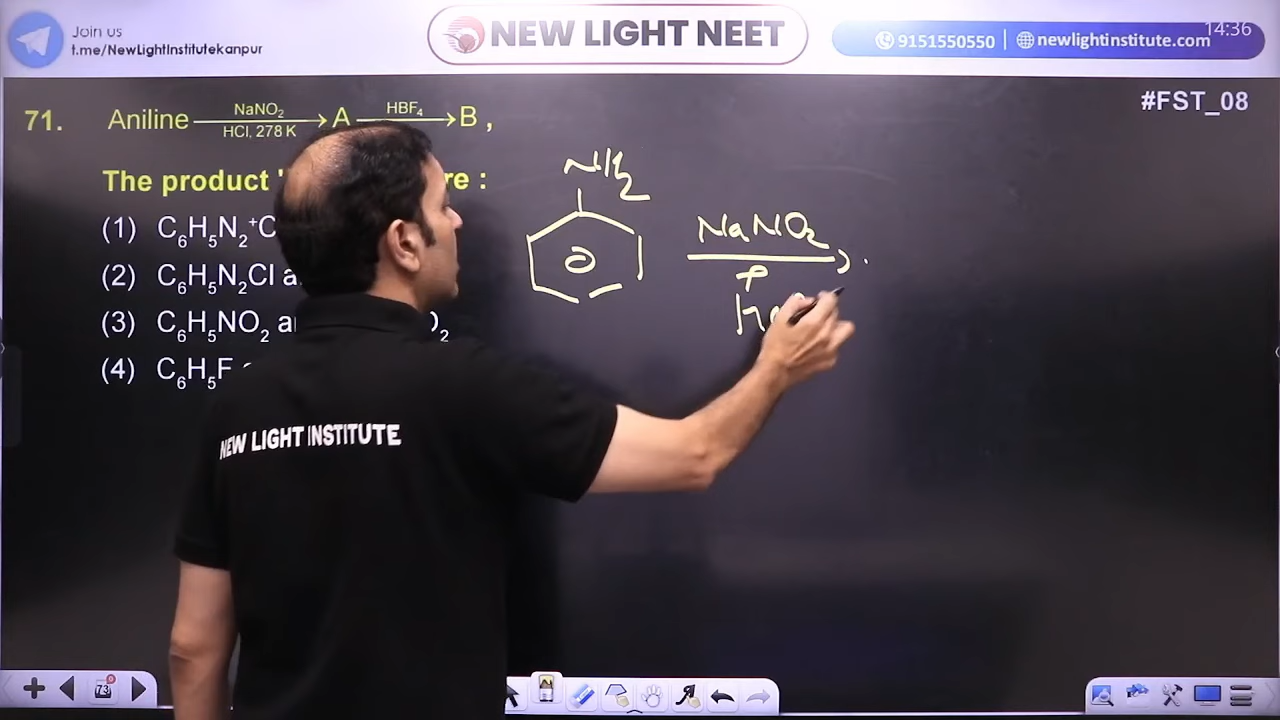 Join us
t.me/NewLightInstitutekanpur
NEW LIGHT NEET
9151550550 | newlightinstitute.com
14:36
#FST_08
71. Aniline NaNO₂ HCl, 278 K → A HBF₄ → B ,
The product ' re :
(1) C₆H₅N₂⁺C
(2) C₆H₅N₂Cl a
(3) C₆H₅NO₂ a O₂
(4) C₆H₅F
NH₂
NaNO₂
NEW LIGHT INSTITUTE
73